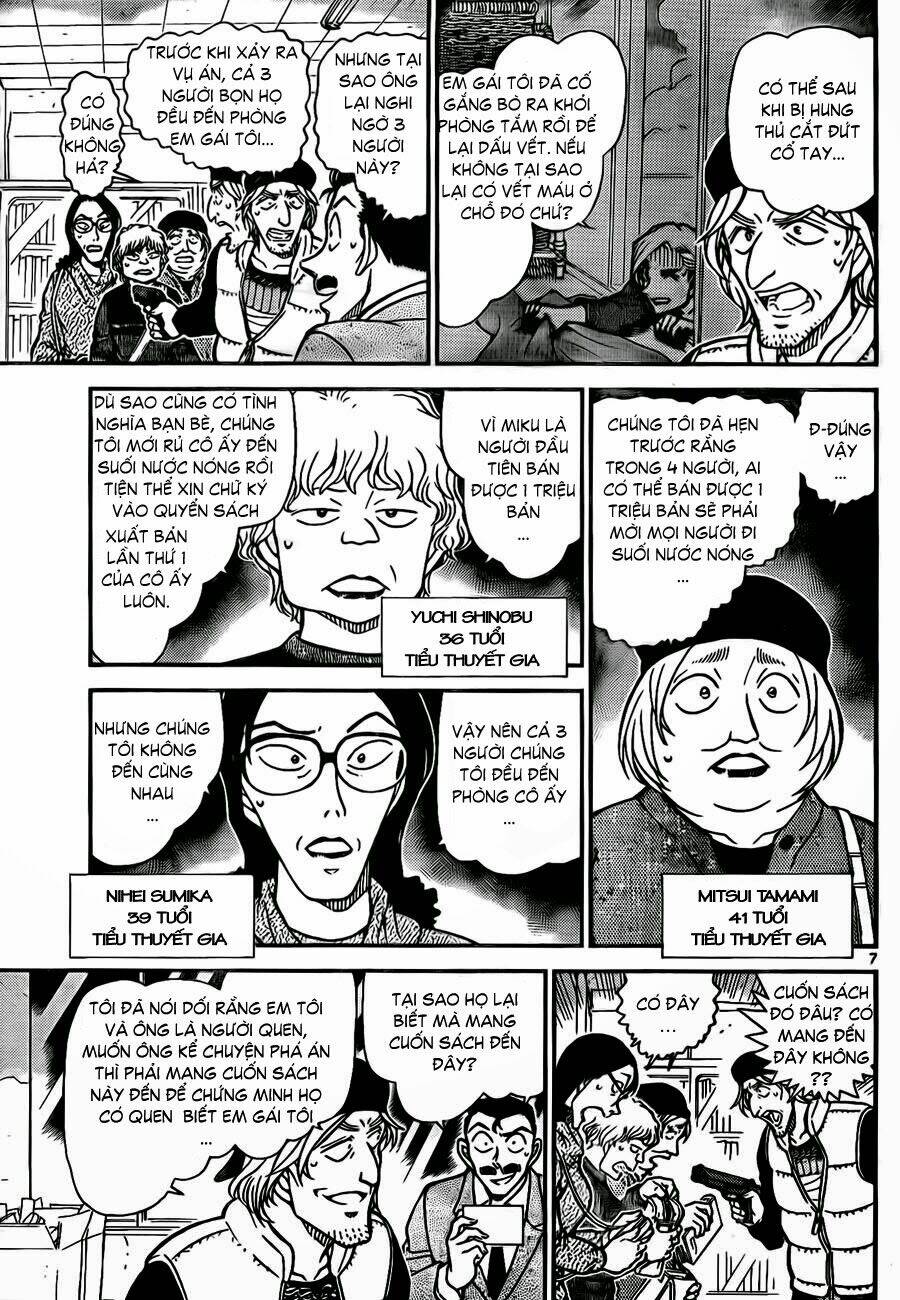 CÓ THỂ SAU
KHI BỊ HUNG
THỦ CẮT ĐỨT
CỔ TAY...
EM GÁI TÔI ĐÃ CỐ
GẮNG BÒ RA KHỎI
PHÒNG TẮM RỒI ĐỂ
LẠI DẤU VẾT. NẾU
KHÔNG TẠI SAO
LẠI CÓ VẾT MÁU Ở
CHỖ ĐÓ CHỨ?
NHƯNG TẠI
SAO ÔNG
LẠI NGHI
NGỜ 3
NGƯỜI
NÀY?
TRƯỚC KHI XẢY RA
VỤ ÁN, CẢ 3
NGƯỜI BỌN HỌ
ĐỀU ĐẾN PHÒNG
EM GÁI TÔI...
CÓ
ĐÚNG
KHÔNG
HẢ?
Đ-ĐÚNG
VẬY
...
CHÚNG TÔI ĐÃ HẸN
TRƯỚC RẰNG
TRONG 4 NGƯỜI, AI
CÓ THỂ BÁN ĐƯỢC 1
TRIỆU BẢN SẼ PHẢI
MỜI MỌI NGƯỜI ĐI
SUỐI NƯỚC NÓNG
...
MITSUI TAMAMI
41 TUỔI
TIỂU THUYẾT GIA
VÌ MIKU LÀ
NGƯỜI ĐẦU
TIÊN BÁN
ĐƯỢC 1 TRIỆU
BẢN
...
DÙ SAO CŨNG CÓ TÌNH
NGHĨA BẠN BÈ, CHÚNG
TÔI MỚI RỦ CÔ ẤY ĐẾN
SUỐI NƯỚC NÓNG RỒI
TIỆN THỂ XIN CHỮ KÝ
VÀO QUYỂN SÁCH
XUẤT BẢN
LẦN THỨ 1
CỦA CÔ ẤY
LUÔN.
YUCHI SHINOBU
36 TUỔI
TIỂU THUYẾT GIA
VẬY NÊN CẢ 3
NGƯỜI CHÚNG
TÔI ĐỀU ĐẾN
PHÒNG CÔ ẤY
...
NHƯNG CHÚNG
TÔI KHÔNG
ĐẾN CÙNG
NHAU
...
NIHEI SUMIKA
39 TUỔI
TIỂU THUYẾT GIA
7
CUỐN SÁCH
ĐƠ ĐÂU? CƠ
MANG ĐẾN
ĐÂY KHÔNG
??
CÓ ĐÂY
...
TẠI SAO HỌ LẠI
BIẾT MÀ MANG
CUỐN SÁCH ĐẾN
ĐÂY?
TÔI ĐÃ NÓI DỐI RẰNG EM TÔI
VÀ ÔNG LÀ NGƯỜI QUEN,
MUỐN ÔNG KỂ CHUYỆN PHÁ ÁN
THÌ PHẢI MANG CUỐN SÁCH
NÀY ĐẾN ĐỂ CHỨNG MINH HỌ
CÓ QUEN BIẾT EM GÁI TÔI
...